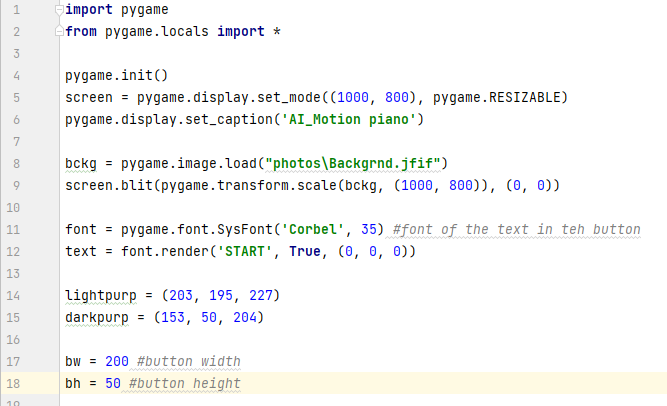 1 import pygame
2 from pygame.locals import *
3
4 pygame.init()
5 screen = pygame.display.set_mode((1000, 800), pygame.RESIZABLE)
6 pygame.display.set_caption('AI_Motion piano')
7
8 bckg = pygame.image.load("photos\Backgrnd.jfif")
9 screen.blit(pygame.transform.scale(bckg, (1000, 800)), (0, 0))
10
11 font = pygame.font.SysFont('Corbel', 35) #font of the text in teh button
12 text = font.render('START', True, (0, 0, 0))
13
14 lightpurp = (203, 195, 227)
15 darkpurp = (153, 50, 204)
16
17 bw = 200 #button width
18 bh = 50 #button height